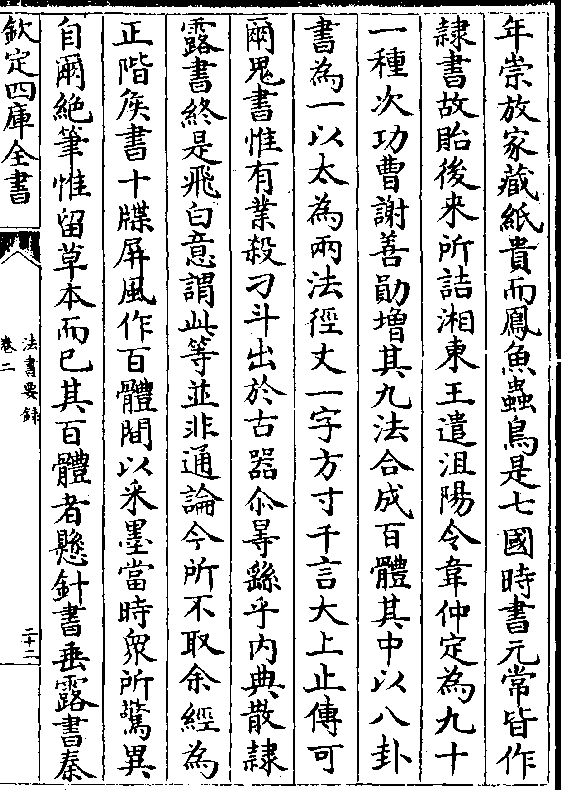 年崇放家藏紙貴而鳳魚蟲鳥是七國時書元常皆作
隷書故貽後来所詰湘東王遣沮陽令韋仲定為九十
一種次功曹謝善勛增其九法合成百體其中以八卦
書為一以太為兩法徑丈一字方寸千言大上止傳可
爾鬼書惟有業殺刁斗出於古器尒㝵繇乎内典散隷
露書終是飛白意謂此等並非通論今所不取余經為
正階矦書十牒屏風作百體間以采墨當時衆所驚異
自爾絶筆惟留草本而已其百體者懸針書垂露書秦
欽定四庫全書
法書要録
卷二
二十二